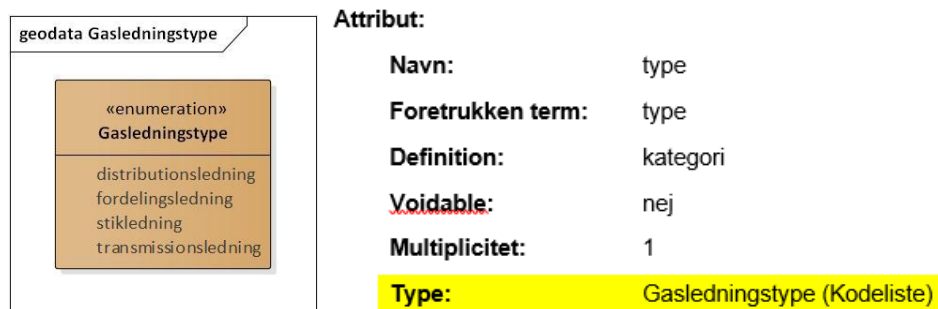 geodata Gasledningstype
«enumeration»
Gasledningstype
distributionsledning
fordelingsledning
stikledning
transmissionsledning
Attribut:
Navn: type
Foretrukken term: type
Definition: kategori
Voidable: nej
Multiplicitet: 1
Type: Gasledningstype (Kodeliste)